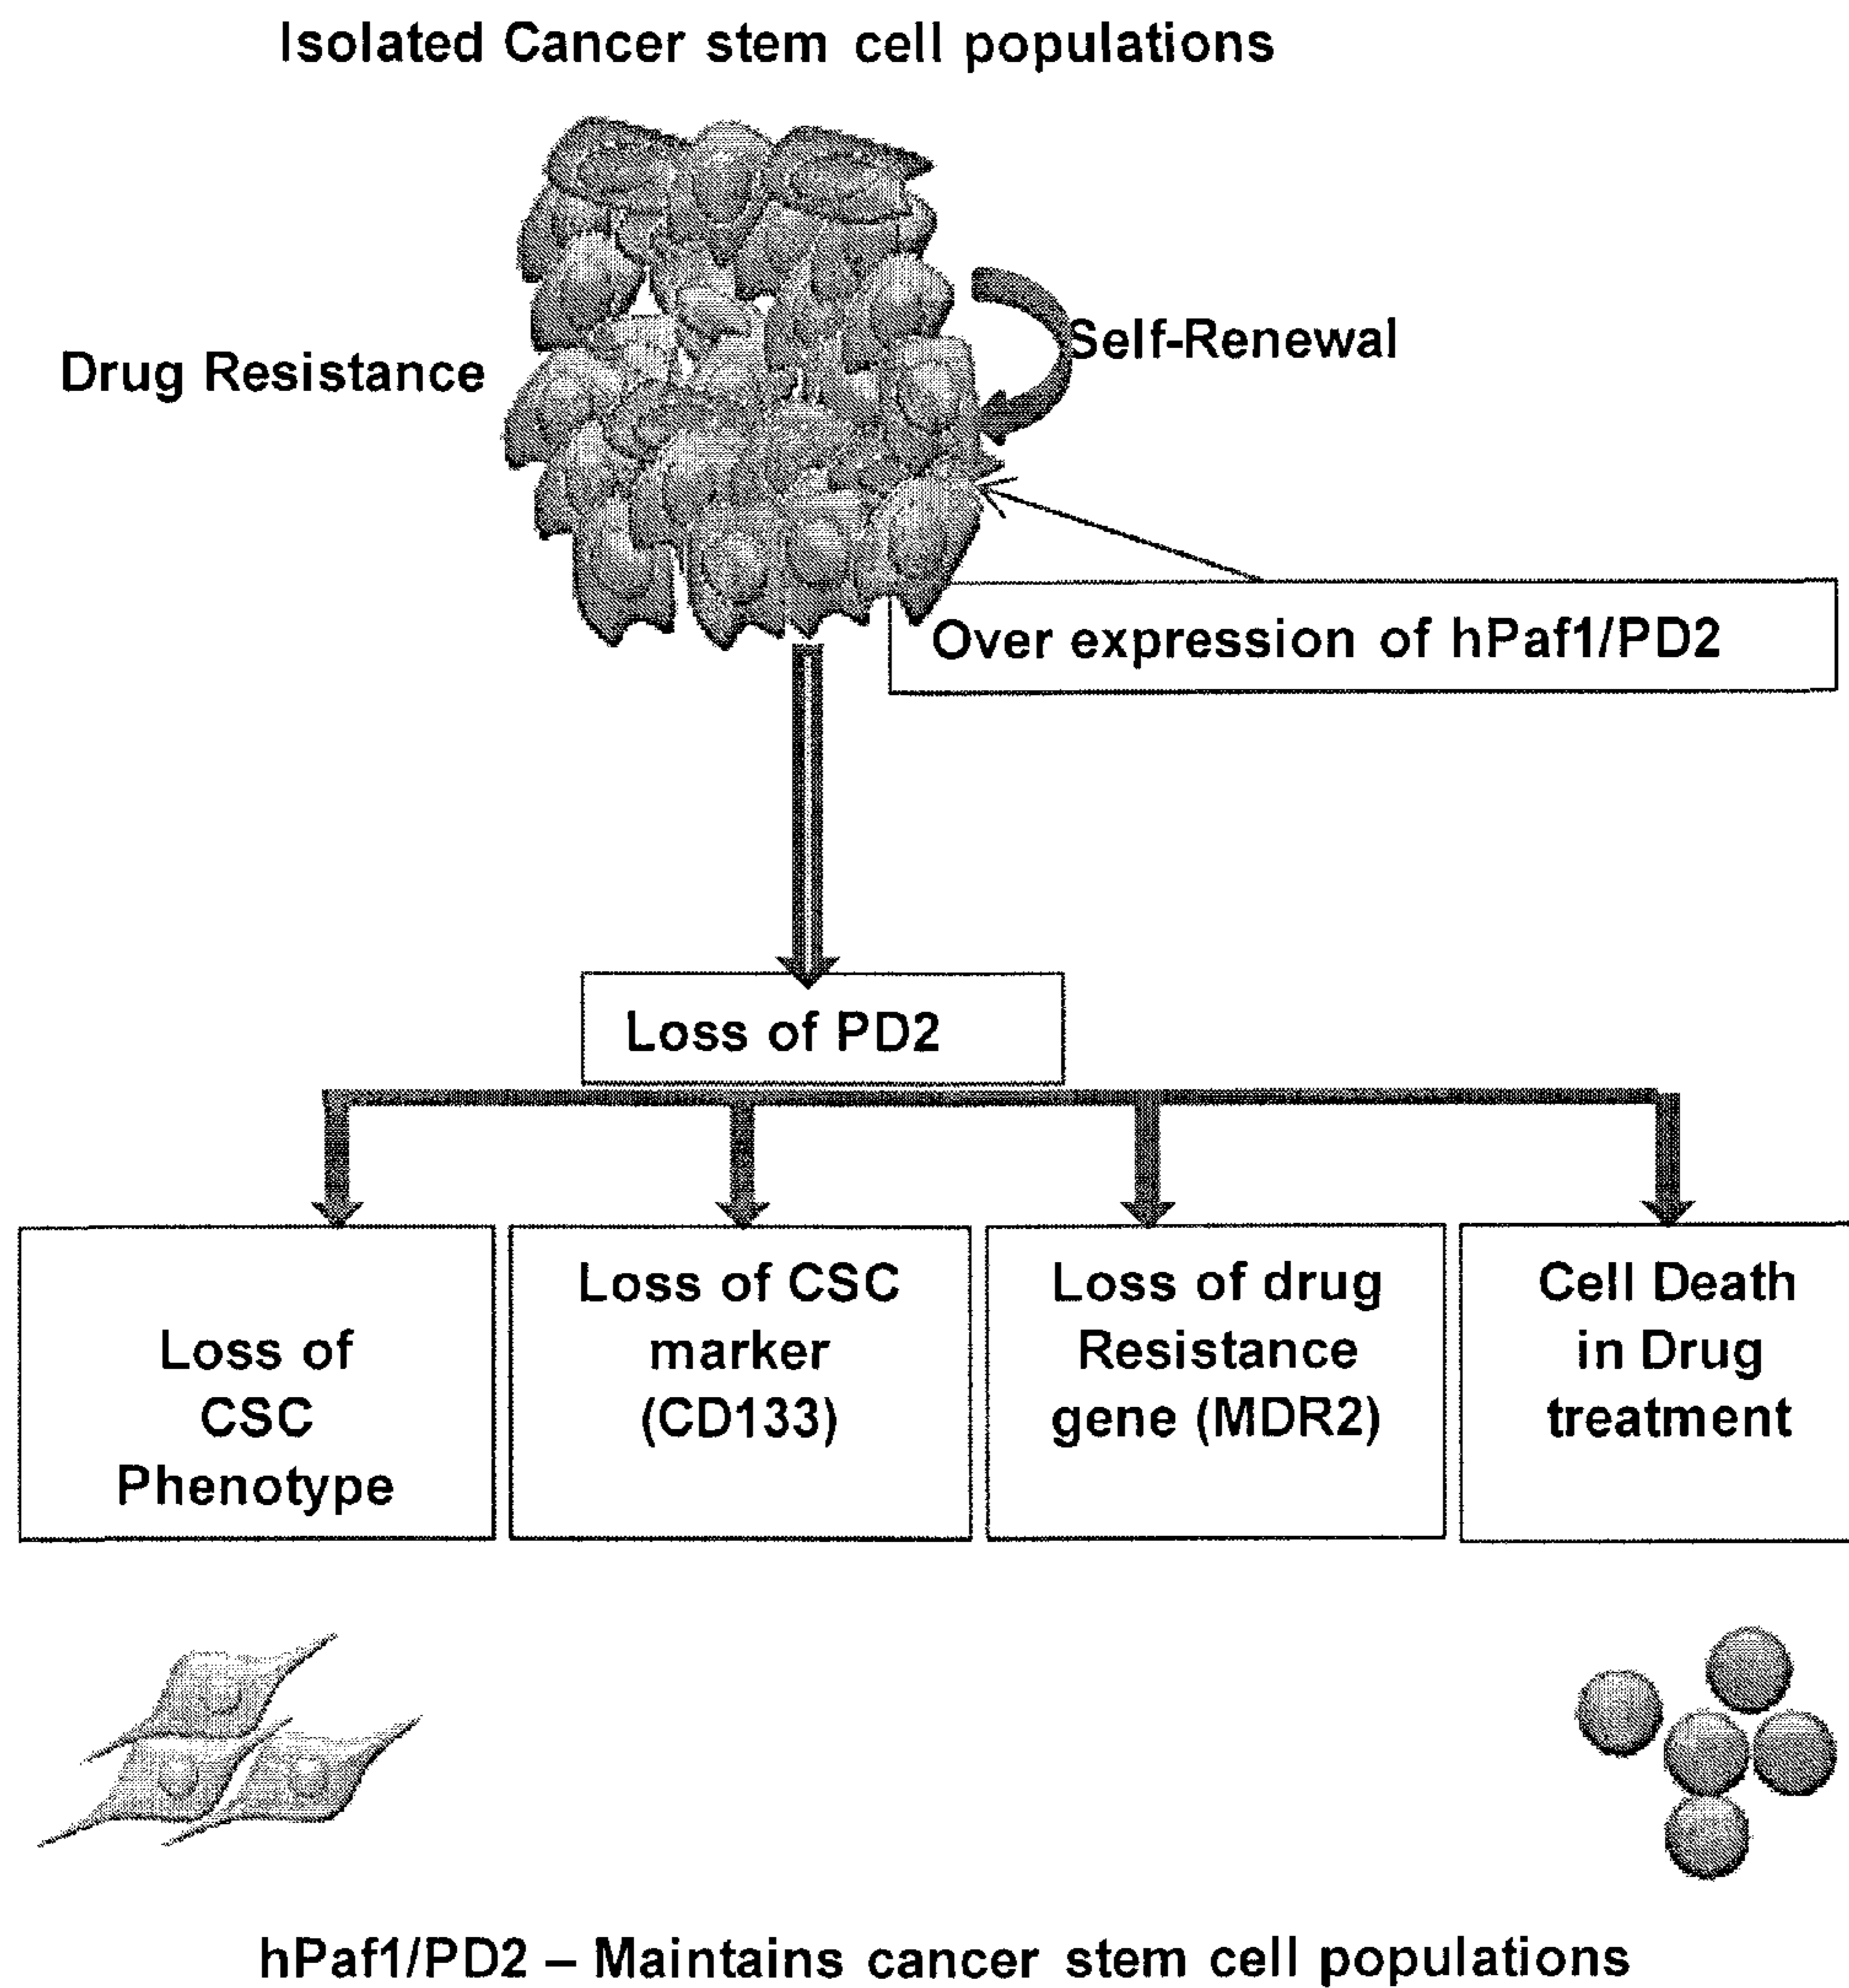 Isolated Cancer stem cell populations
Self-Renewal
Drug Resistance
Over expression of hPaf1/PD2
Loss of PD2
Loss of
CSC
Phenotype
Loss of CSC
marker
(CD133)
Loss of drug
Resistance
gene (MDR2)
Cell Death
in Drug
treatment
hPaf1/PD2 – Maintains cancer stem cell populations